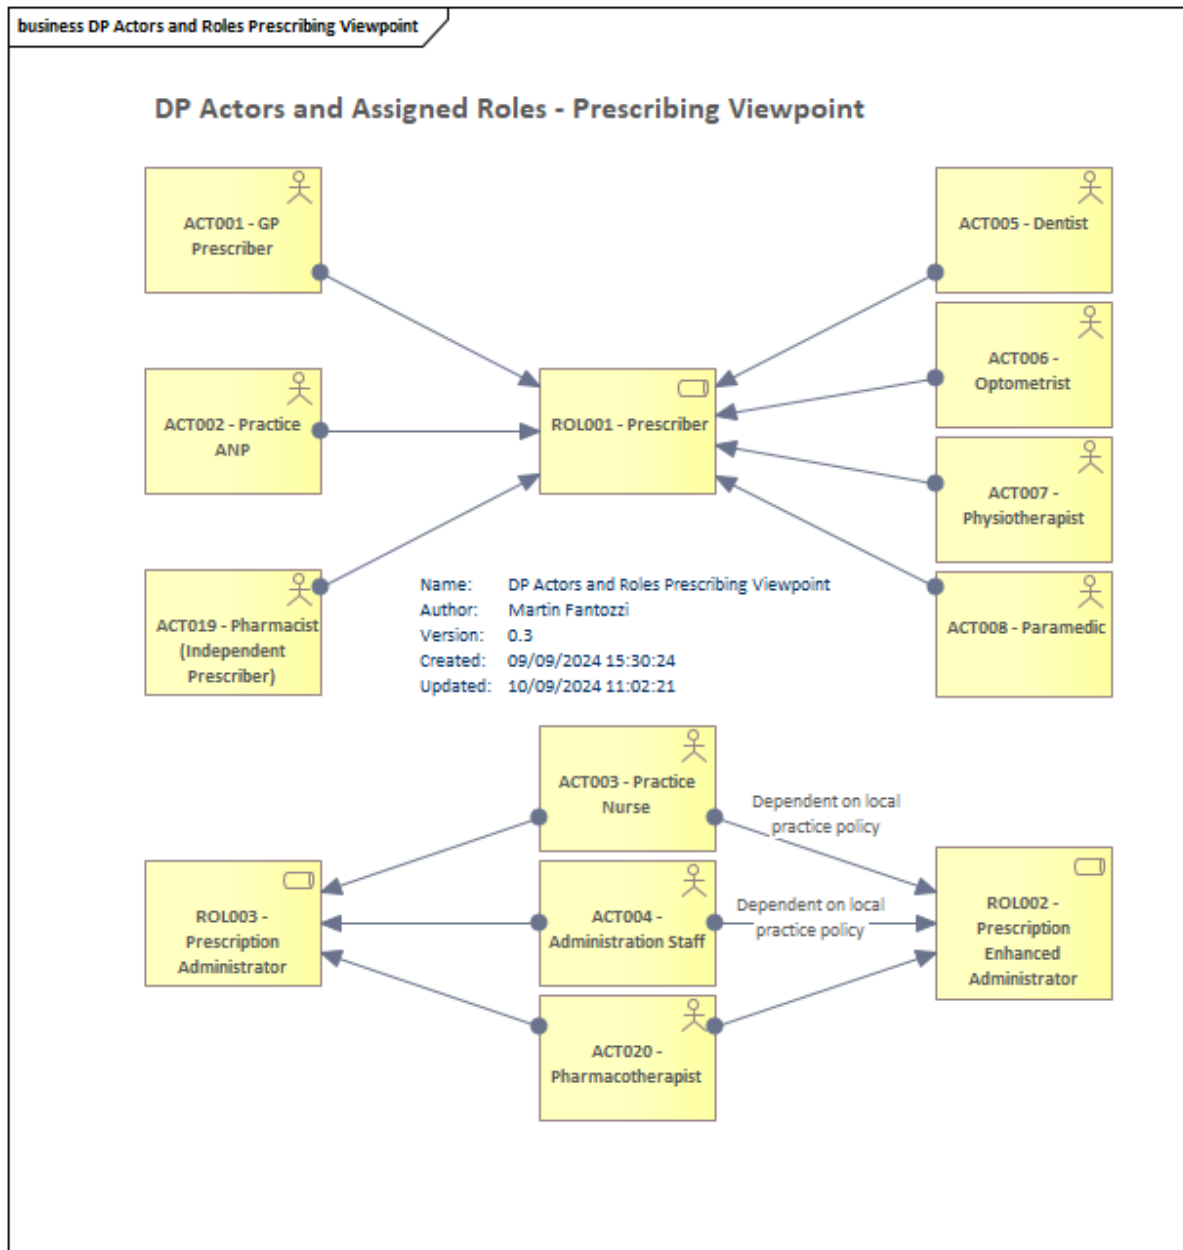 business DP Actors and Roles Prescribing Viewpoint
DP Actors and Assigned Roles - Prescribing Viewpoint
ACT001 - GP
Prescriber
ACT005 - Dentist
ACT006 -
Optometrist
ACT002 - Practice
ANP
ROL001 - Prescriber
ACT007 -
Physiotherapist
ACT019 - Pharmacist
(Independent
Prescriber)
Name: DP Actors and Roles Prescribing Viewpoint
Author: Martin Fantozzi
Version: 0.3
Created: 09/09/2024 15:30:24
Updated: 10/09/2024 11:02:21
ACT008 - Paramedic
ACT003 - Practice
Nurse
Dependent on local
practice policy
ROL003 -
Prescription
Administrator
ACT004 -
Administration Staff
Dependent on local
practice policy
ROL002 -
Prescription
Enhanced
Administrator
ACT020 -
Pharmacotherapist